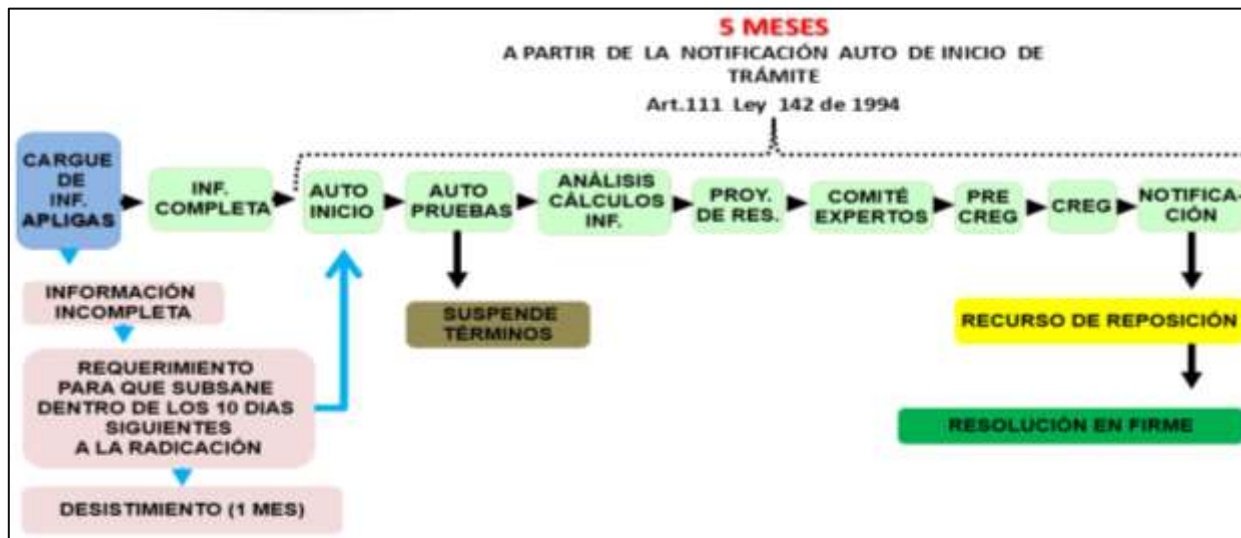 5 MESES
A PARTIR DE LA NOTIFICACIÓN AUTO DE INICIO DE
TRÁMITE
Art.111 Ley 142 de 1994
CARGUE
DE
INF.
APLIGAS
INF.
COMPLETA
AUTO
INICIO
AUTO
PRUEBAS
ANÁLISIS
CÁLCULOS
INF.
PROY.
DE RES.
COMITÉ
EXPERTOS
PRE
CREG
CREG
NOTIFICA-
CIÓN
INFORMACIÓN
INCOMPLETA
SUSPENDE
TÉRMINOS
RECURSO DE REPOSICIÓN
REQUERIMIENTO
PARA QUE SUBSANE
DENTRO DE LOS 10 DIAS
SIGUIENTES
A LA RADICACIÓN
RESOLUCIÓN EN FIRME
DESISTIMIENTO (1 MES)